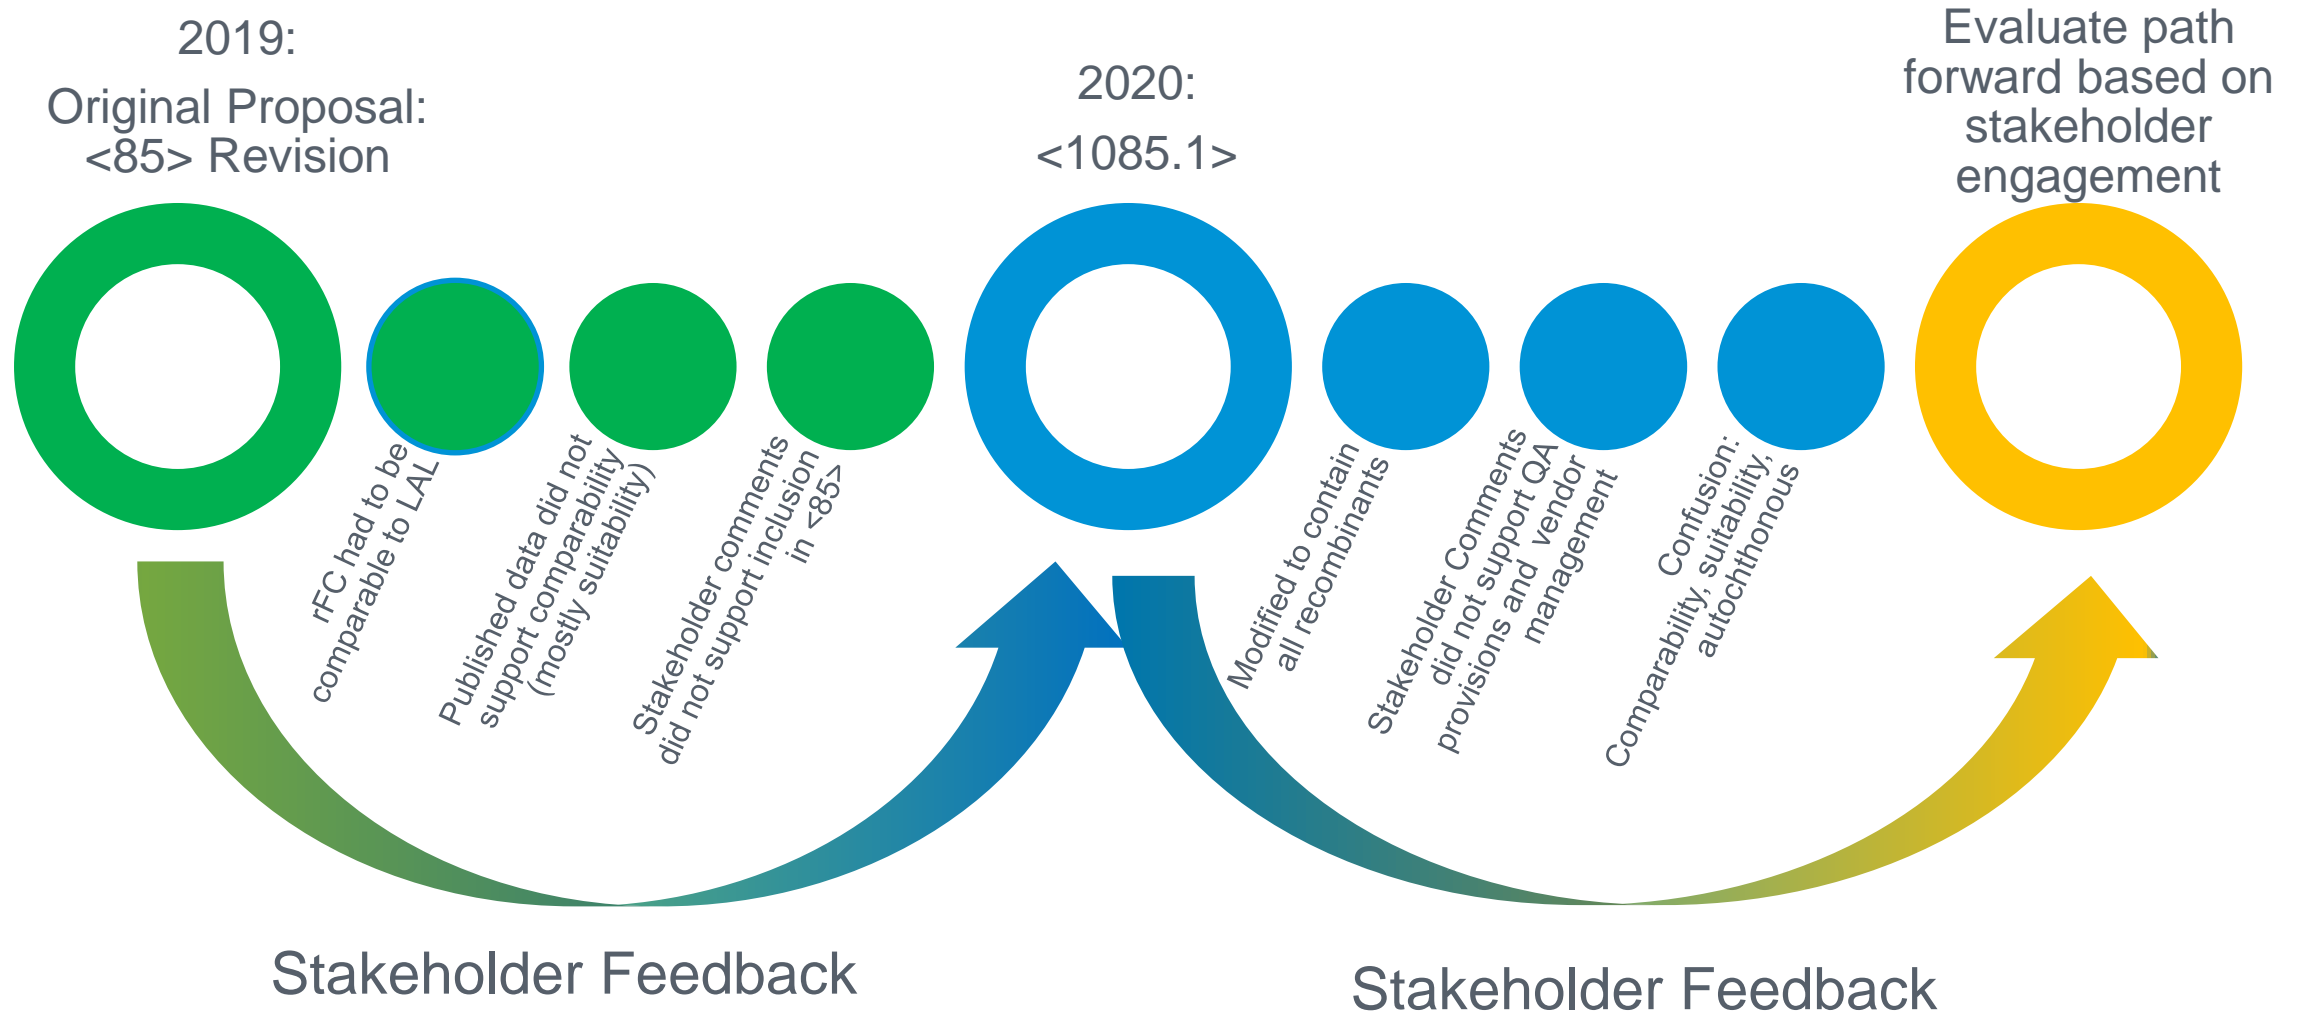 2019:
Original Proposal:
<85> Revision
rFC had to be
comparable to LAL
Published data did not
support comparability
(mostly suitability)
Stakeholder comments
did not support inclusion
in <85>
2020:
<1085.1>
Modified to contain
all recombinants
Stakeholder Comments
did not support QA
provisions and vendor
management
Confusion:
Comparability, suitability,
autochthonous
Evaluate path
forward based on
stakeholder
engagement
Stakeholder Feedback
Stakeholder Feedback